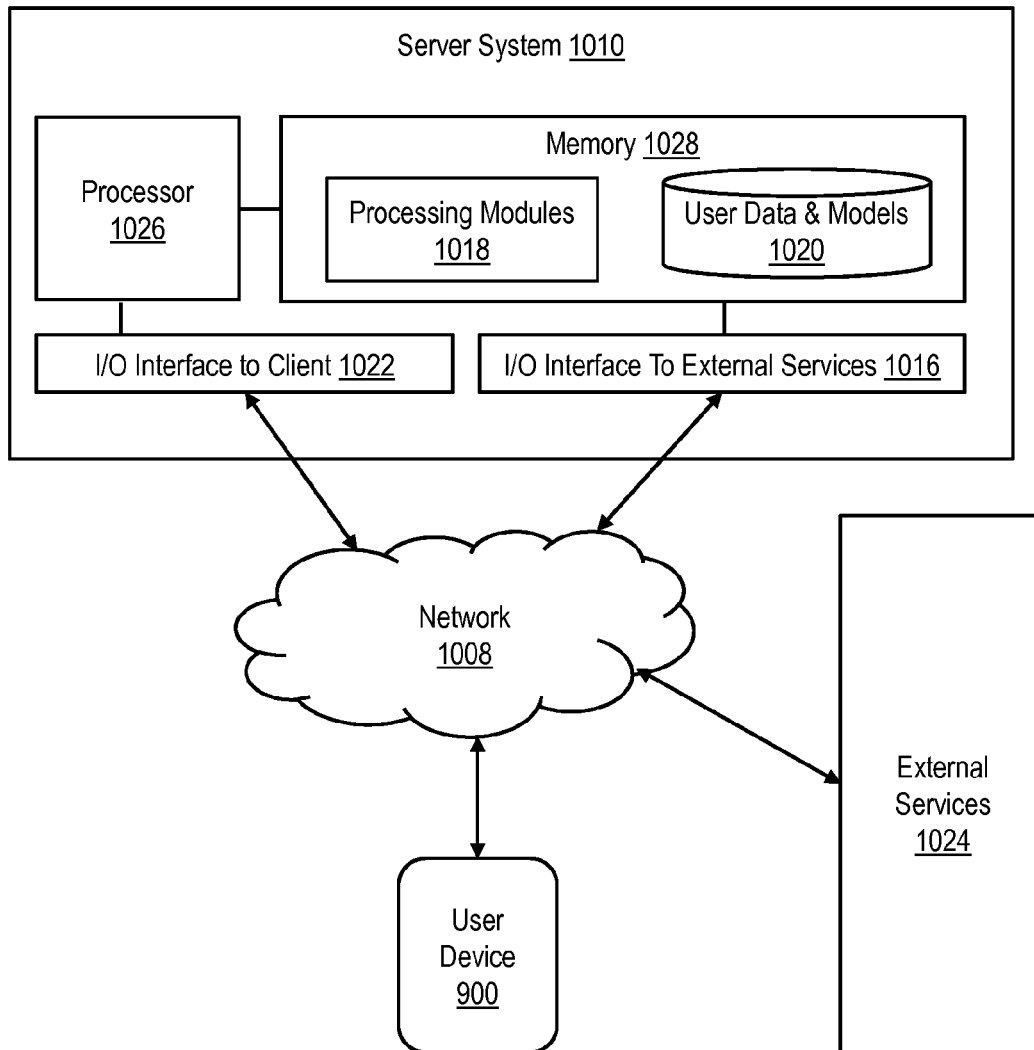 Server System 1010
Memory 1028
Processor
1026
Processing Modules
1018
User Data & Models
1020
I/O Interface to Client 1022
I/O Interface To External Services 1016
Network
1008
External
Services
1024
User
Device
900